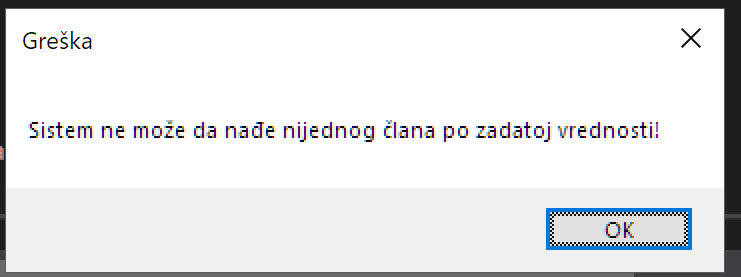 Greška
Sistem ne može da nađe nijednog člana po zadatoj vrednosti!
OK